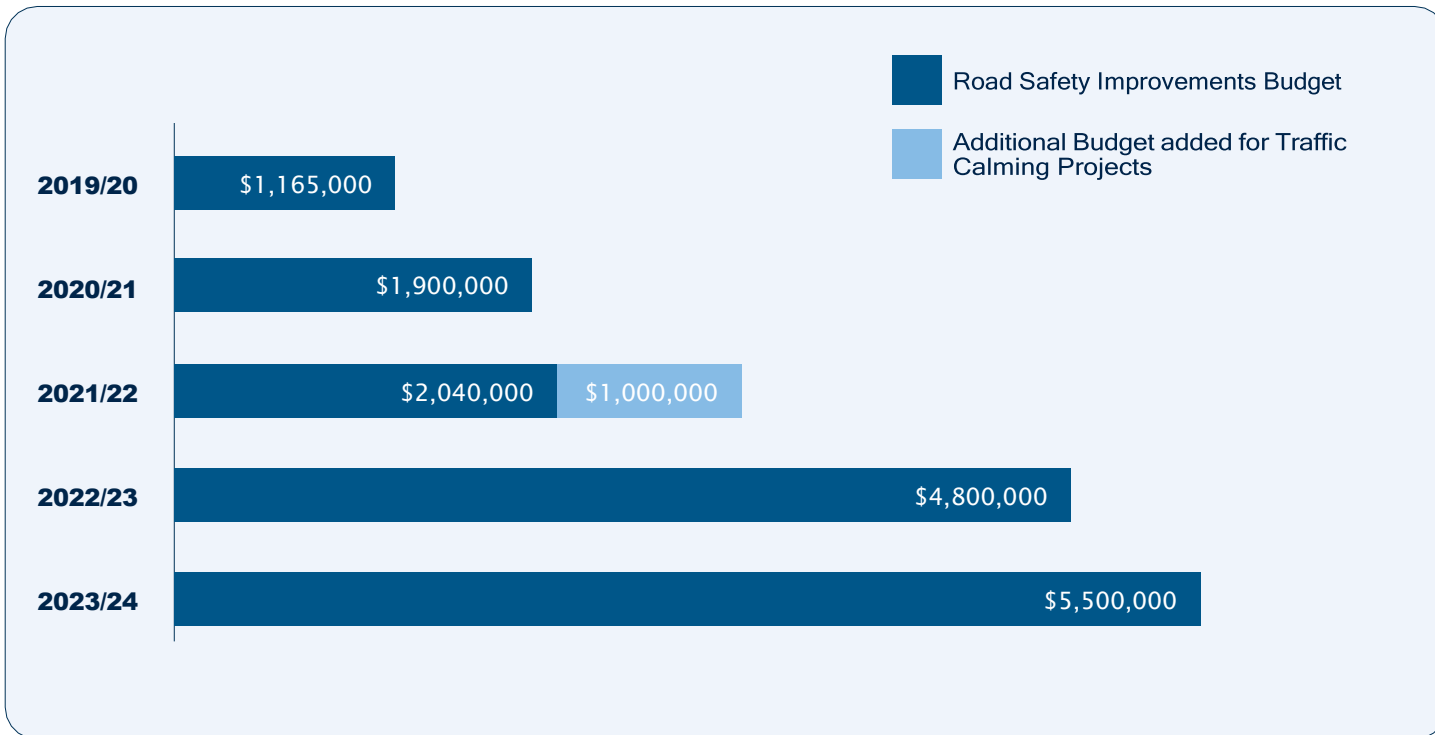 Road Safety Improvements Budget
Additional Budget added for Traffic
Calming Projects
2019/20 $1,165,000
2020/21 $1,900,000
2021/22 $2,040,000 $1,000,000
2022/23 $4,800,000
2023/24 $5,500,000